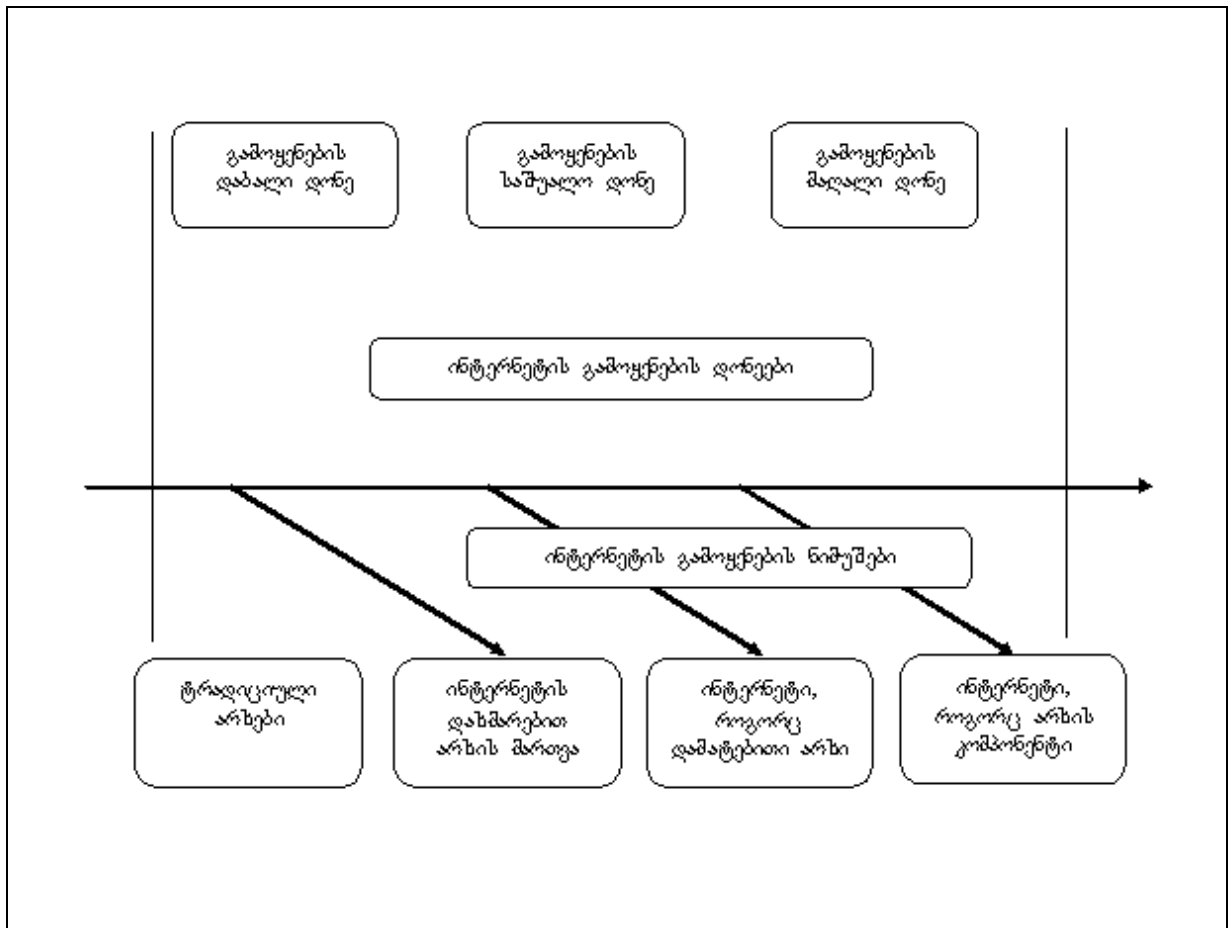 გამოყენების
დაბალი დონე
გამოყენების
საშუალო დონე
გამოყენების
მაღალი დონე
ინტერნეტის გამოყენების დონეები
ინტერნეტის გამოყენების ნიმუშები
ტრადიციული
არხები
ინტერნეტის
დახმარებით
არხის მართვა
ინტერნეტი,
როგორც
დამატებითი არხი
ინტერნეტი,
როგორც არხის
კომპონენტი